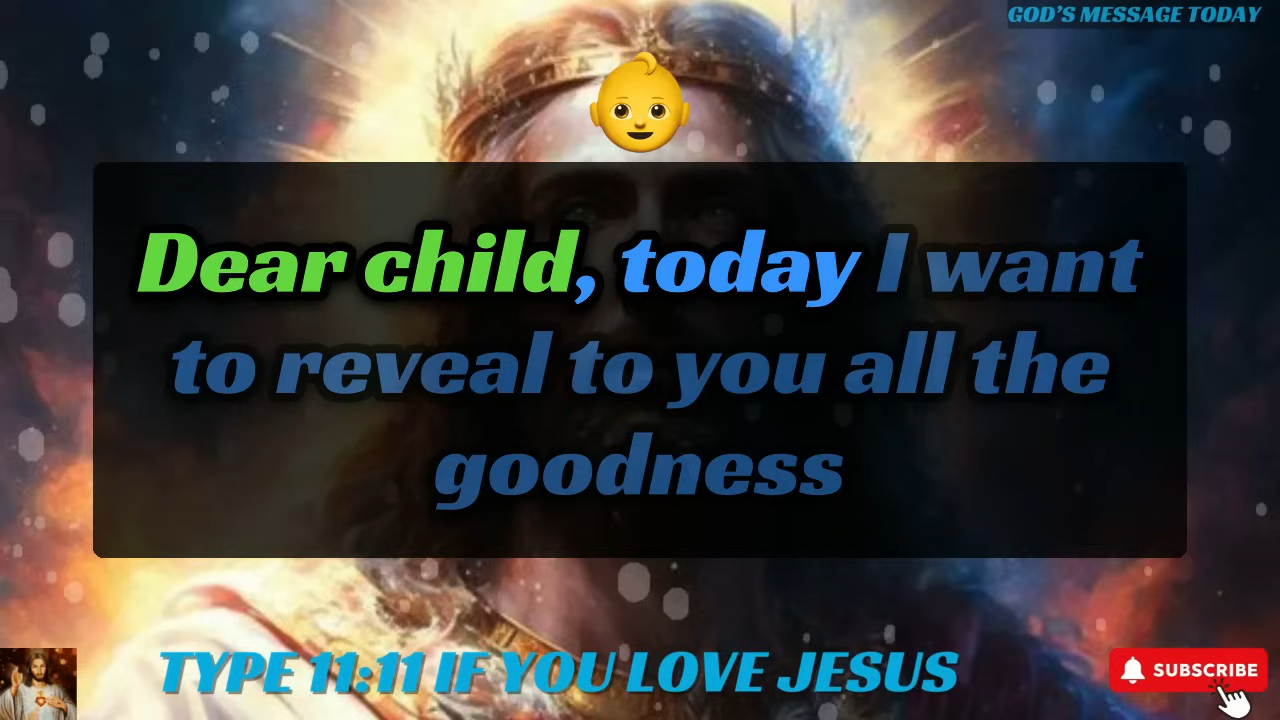 GOD'S MESSAGE TODAY
Dear child, today I want
to reveal to you all the
goodness
TYPE 11:11 IF YOU LOVE JESUS
SUBSCRIBE